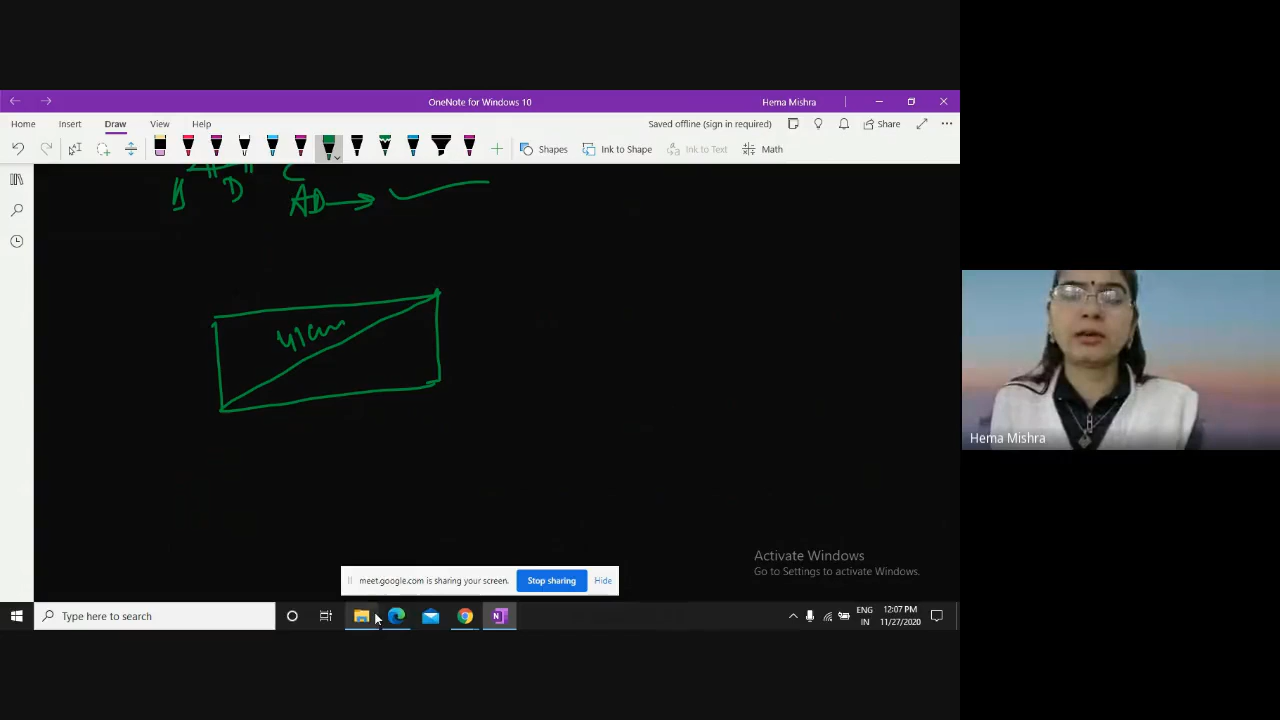 OneNote for Windows 10
Hema Mishra
Home Insert Draw View Help
Saved offline (sign in required)
Share
Shapes
Ink to Shape
Ink to Text
Math
B D C
AD
41cm
Hema Mishra
Activate Windows
Go to Settings to activate Windows.
meet.google.com is sharing your screen.
Stop sharing
Hide
Type here to search
N
ENG
IN
12:07 PM
11/27/2020